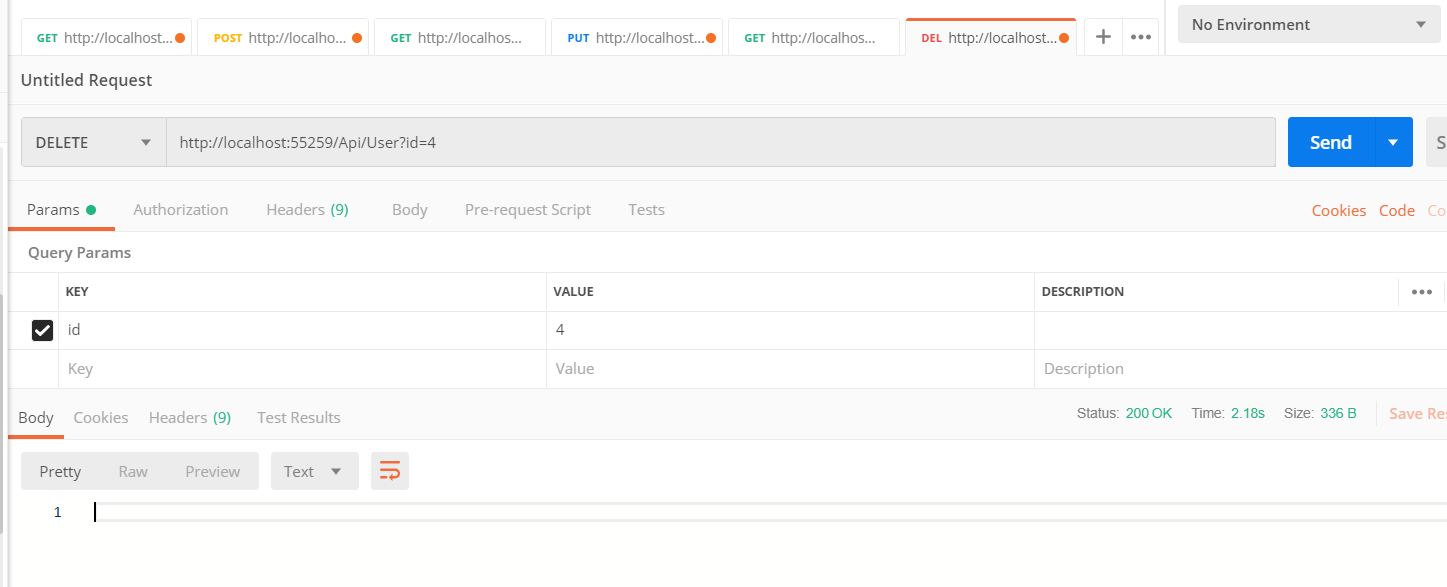 GET http://localhost... POST http://localho... GET http://localhos... PUT http://localhost... GET http://localhos... DEL http://localhost... No Environment
Untitled Request
DELETE http://localhost:55259/Api/User?id=4 Send S
Params Authorization Headers (9) Body Pre-request Script Tests Cookies Code Co
Query Params
KEY VALUE DESCRIPTION
id 4
Key Value Description
Body Cookies Headers (9) Test Results Status: 200 OK Time: 2.18s Size: 336 B Save Res
Pretty Raw Preview Text
1